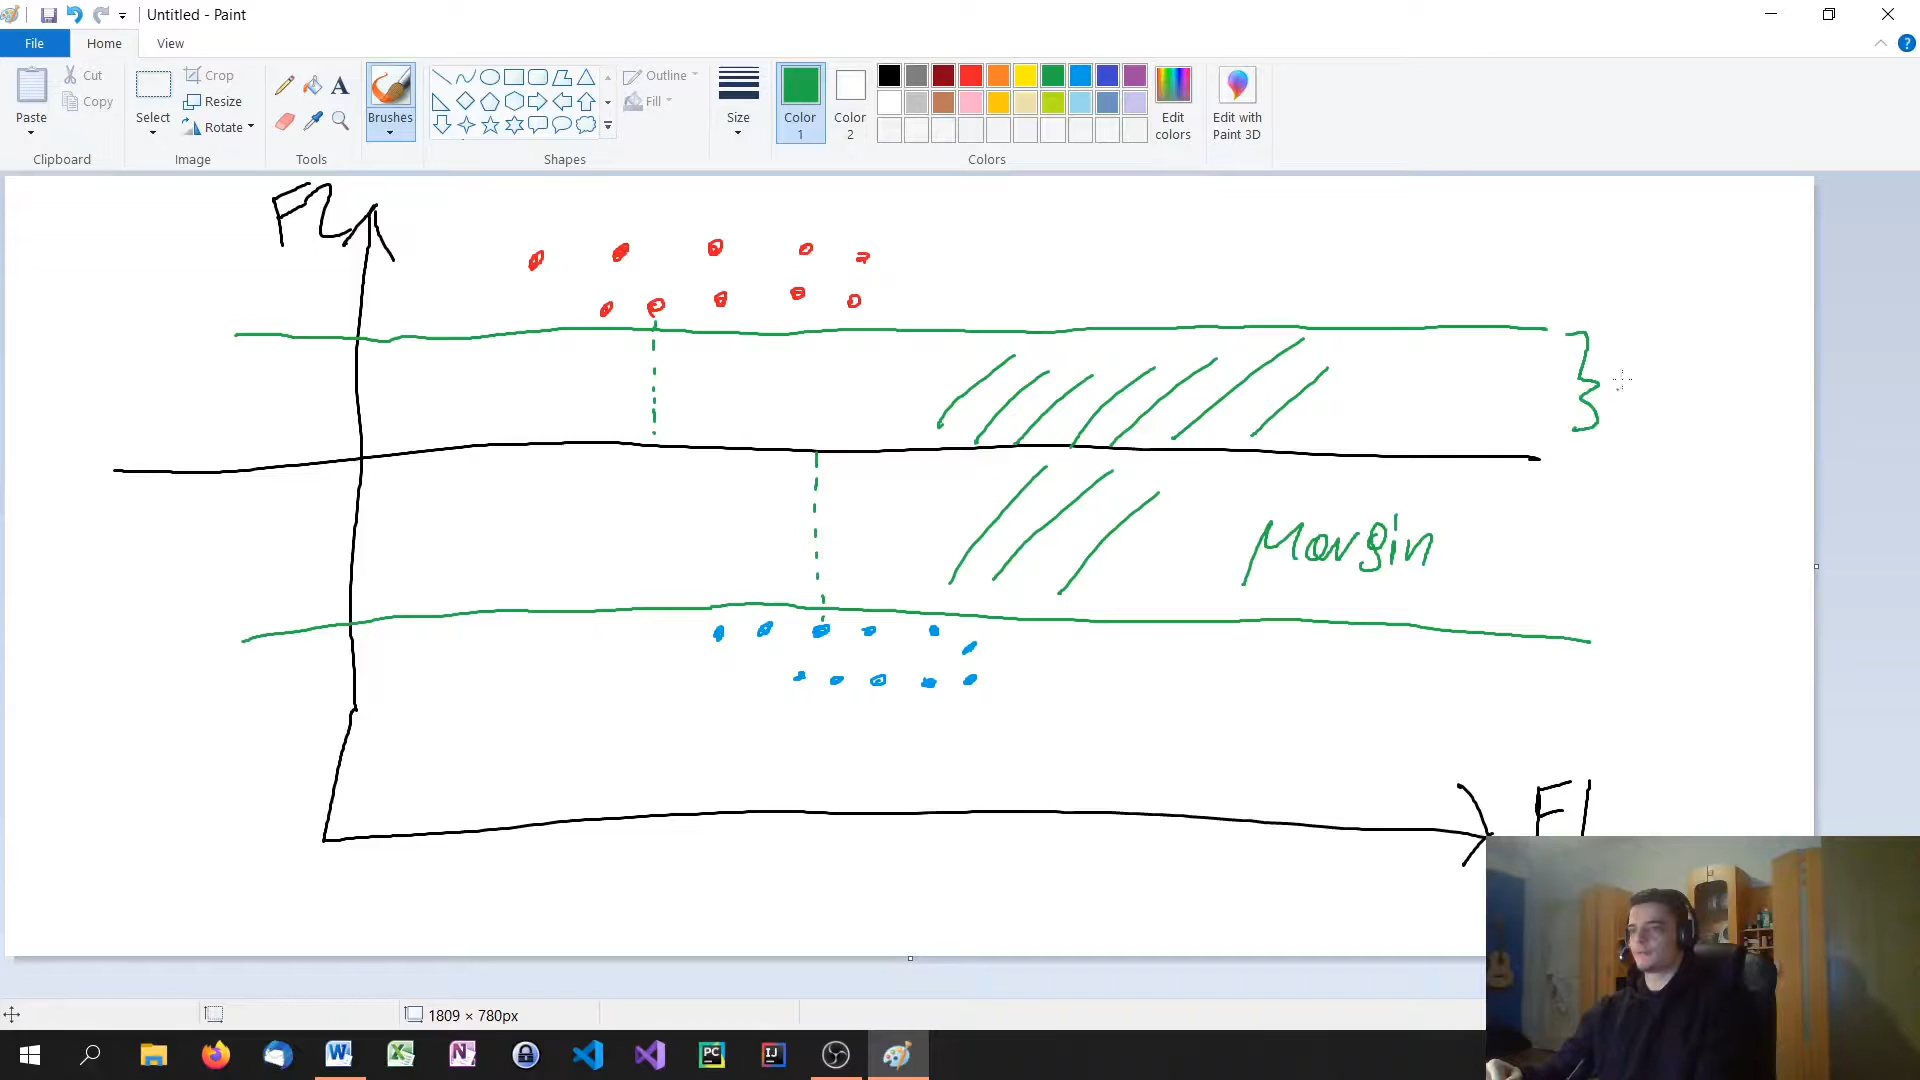 Untitled - Paint
File Home View
Paste
Cut
Copy
Clipboard
Select
Crop
Resize
Rotate
Image
Tools
Brushes
Shapes
Outline
Fill
Size
Color 1
Color 2
Colors
Edit colors
Edit with Paint 3D
F2
Margin
F1
1809 × 780px